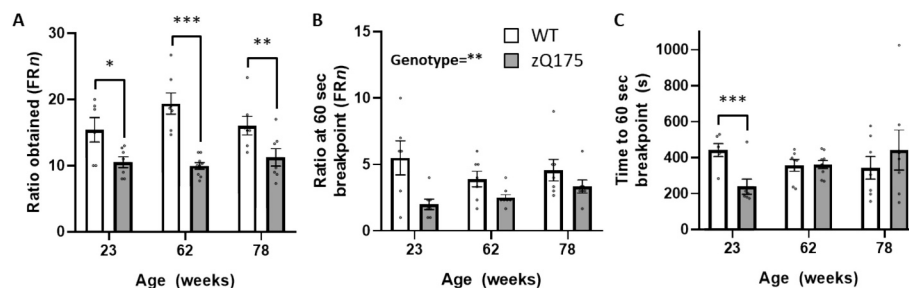 A
Ratio obtained (FRn)
30
20
10
0
*
***
**
23
62
78
Age (weeks)
B
Ratio at 60 sec
breakpoint (FRn)
15
10
5
0
Genotype=**
WT
zQ175
23
62
78
Age (weeks)
C
Time to 60 sec
breakpoint (s)
1000
800
600
400
200
0
***
23
62
78
Age (weeks)